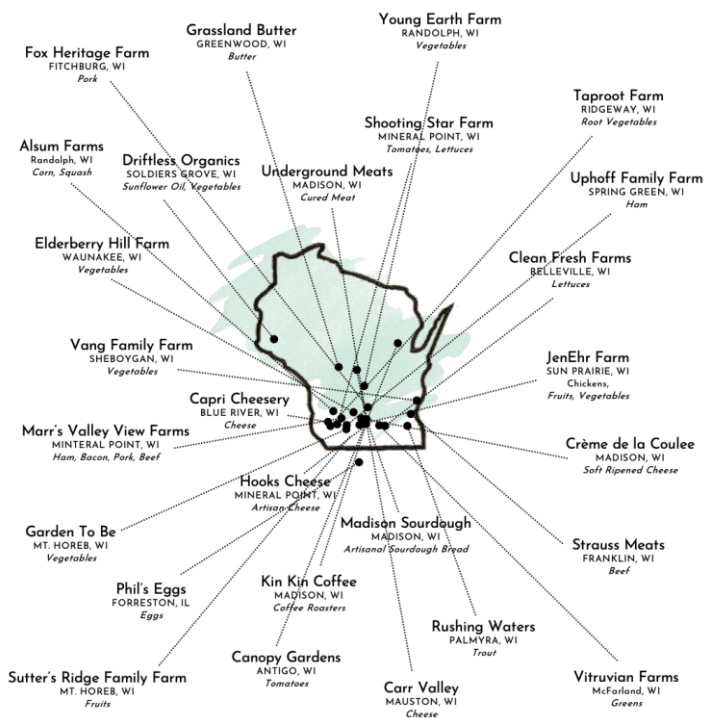 Young Earth Farm
RANDOLPH, WI
Vegetables
Grassland Butter
GREENWOOD, WI
Butter
Fox Heritage Farm
FITCHBURG, WI
Pork
Taproot Farm
RIDGEWAY, WI
Root Vegetables
Shooting Star Farm
MINERAL POINT, WI
Tomatoes, Lettuces
Alsum Farms
Randolph, WI
Corn, Squash
Driftless Organics
SOLDIERS GROVE, WI
Sunflower Oil, Vegetables
Underground Meats
MADISON, WI
Cured Meat
Uphoff Family Farm
SPRING GREEN, WI
Ham
Elderberry Hill Farm
WAUNAKEE, WI
Vegetables
Clean Fresh Farms
BELLEVILLE, WI
Lettuces
Vang Family Farm
SHEBOYGAN, WI
Vegetables
JenEhr Farm
SUN PRAIRIE, WI
Chickens,
Fruits, Vegetables
Capri Cheesery
BLUE RIVER, WI
Cheese
Marr's Valley View Farms
MINTERAL POINT, WI
Ham, Bacon, Pork, Beef
Crème de la Coulee
MADISON, WI
Soft Ripened Cheese
Hooks Cheese
MINERAL POINT, WI
Artisan Cheese
Madison Sourdough
MADISON, WI
Artisanal Sourdough Bread
Garden To Be
MT. HOREB, WI
Vegetables
Strauss Meats
FRANKLIN, WI
Beef
Phil's Eggs
FORRESTON, IL
Eggs
Kin Kin Coffee
MADISON, WI
Coffee Roasters
Rushing Waters
PALMYRA, WI
Trout
Sutter's Ridge Family Farm
MT. HOREB, WI
Fruits
Canopy Gardens
ANTIGO, WI
Tomatoes
Carr Valley
MAUSTON, WI
Cheese
Vitruvian Farms
McFarland, WI
Greens